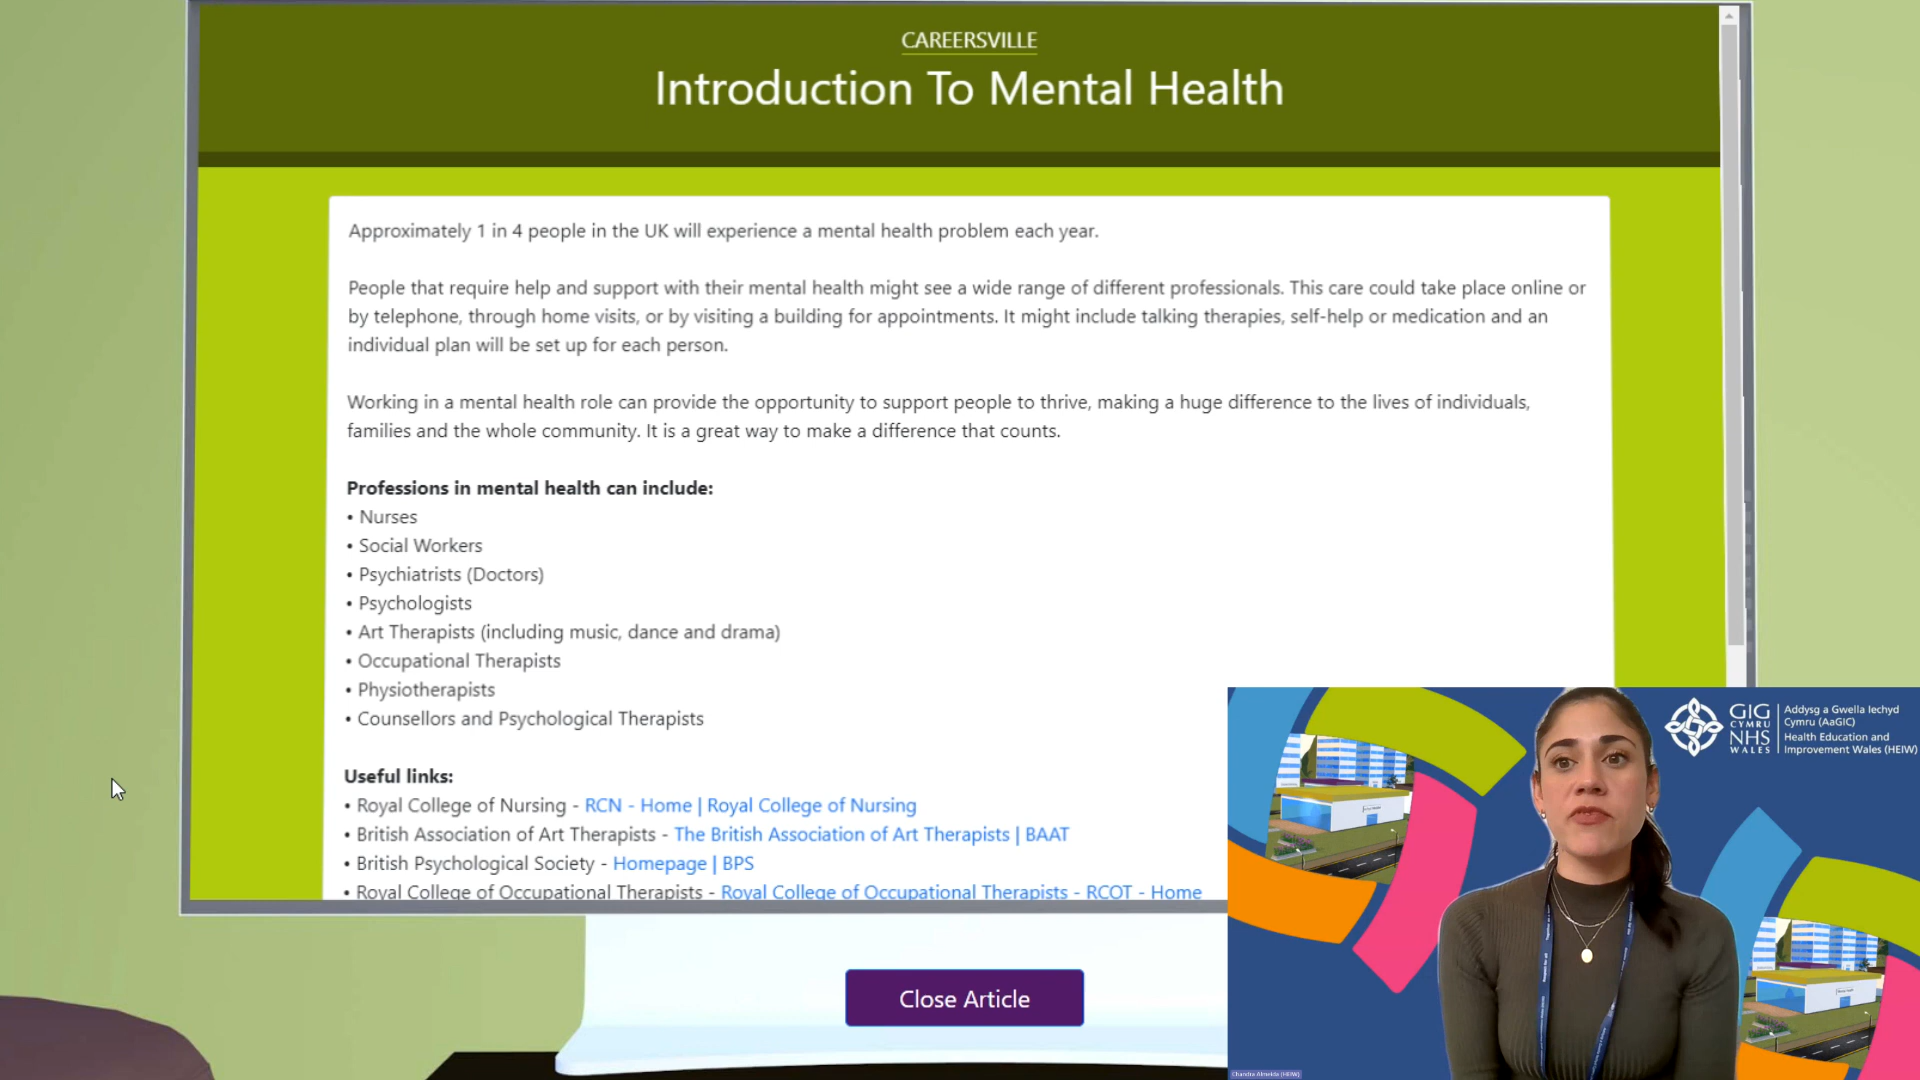 CAREERSVILLE
Introduction To Mental Health
Approximately 1 in 4 people in the UK will experience a mental health problem each year.
People that require help and support with their mental health might see a wide range of different professionals. This care could take place online or
by telephone, through home visits, or by visiting a building for appointments. It might include talking therapies, self-help or medication and an
individual plan will be set up for each person.
Working in a mental health role can provide the opportunity to support people to thrive, making a huge difference to the lives of individuals,
families and the whole community. It is a great way to make a difference that counts.
Professions in mental health can include:
• Nurses
• Social Workers
• Psychiatrists (Doctors)
• Psychologists
• Art Therapists (including music, dance and drama)
• Occupational Therapists
• Physiotherapists
• Counsellors and Psychological Therapists
Useful links:
• Royal College of Nursing - RCN - Home | Royal College of Nursing
• British Association of Art Therapists - The British Association of Art Therapists | BAAT
• British Psychological Society - Homepage | BPS
• Royal College of Occupational Therapists - Royal College of Occupational Therapists - RCOT - Home
Close Article
GIG
CYMRU
NHS
WALES
Addysg a Gwella Iechyd
Cymru (AaGIC)
Health Education and
Improvement Wales (HEIW)
Chandra Almeida (HEIW)